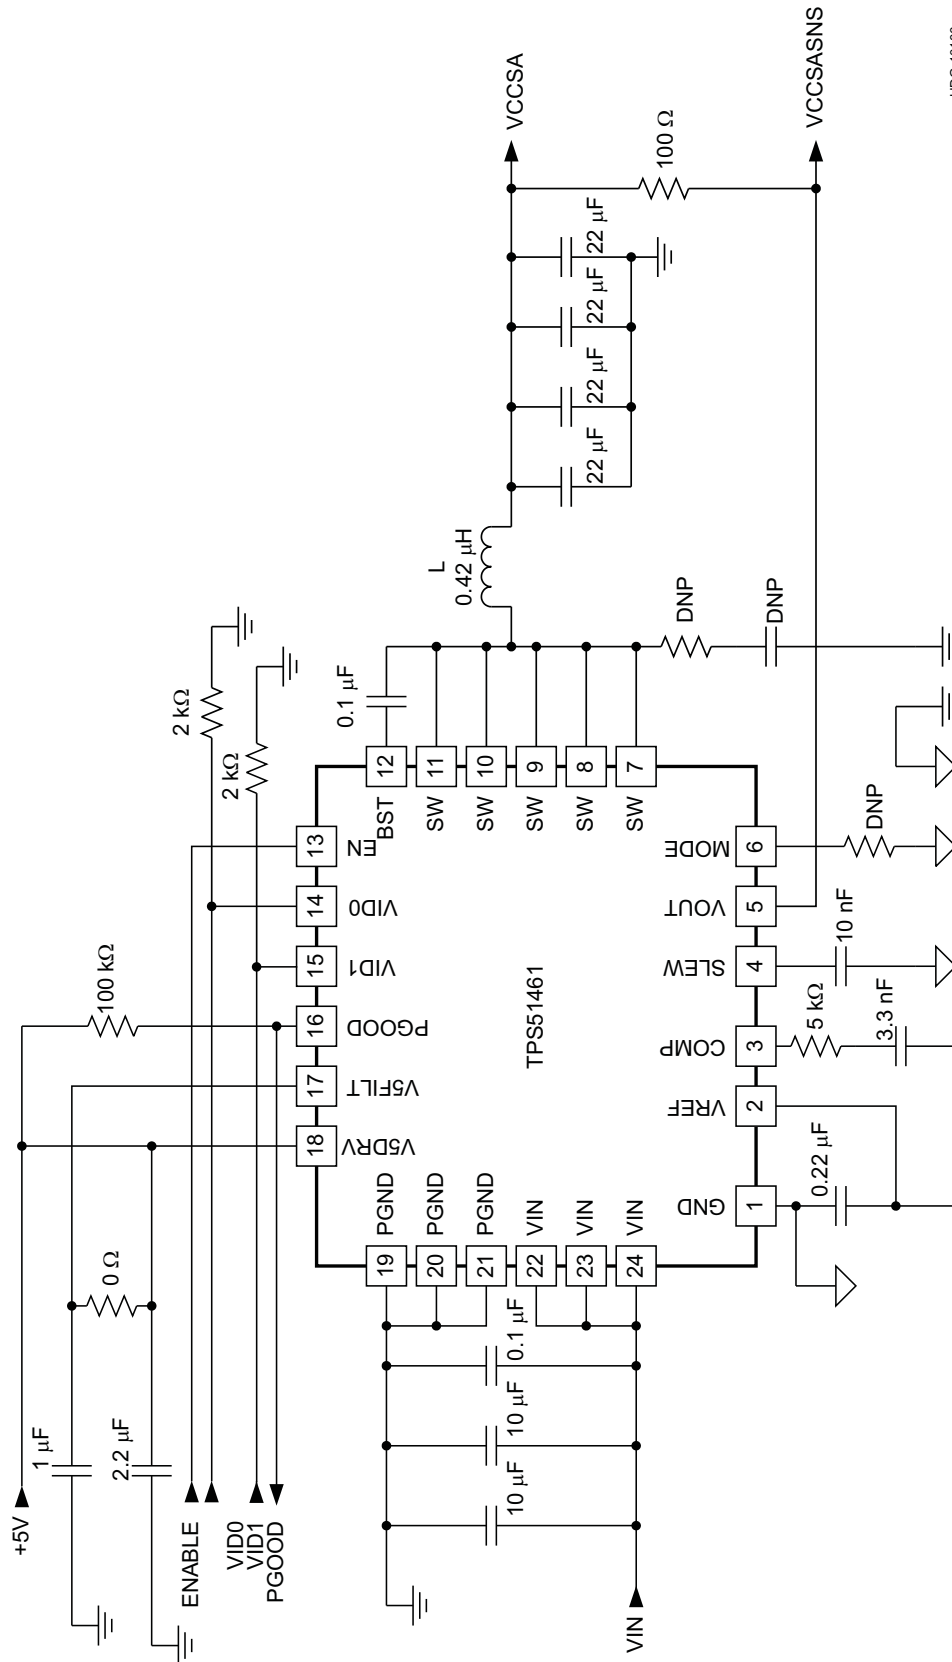 +5V
1 µF
2.2 µF
0 Ω
100 kΩ
2 kΩ
2 kΩ
ENABLE
VID0
VID1
PGOOD
18
V5DRV
17
V5FILT
16
PGOOD
15
VID1
14
VID0
13
EN
19
PGND
20
PGND
21
PGND
22
VIN
23
VIN
24
VIN
10 µF
10 µF
0.1 µF
VIN
TPS51461
12
BST
11
SW
10
SW
9
SW
8
SW
7
SW
0.1 µF
L
0.42 µH
22 µF
22 µF
22 µF
22 µF
VCCSA
100 Ω
VCCSASNS
DNP
DNP
1
GND
2
VREF
3
COMP
4
SLEW
5
VOUT
6
MODE
0.22 µF
5 kΩ
3.3 nF
10 nF
DNP